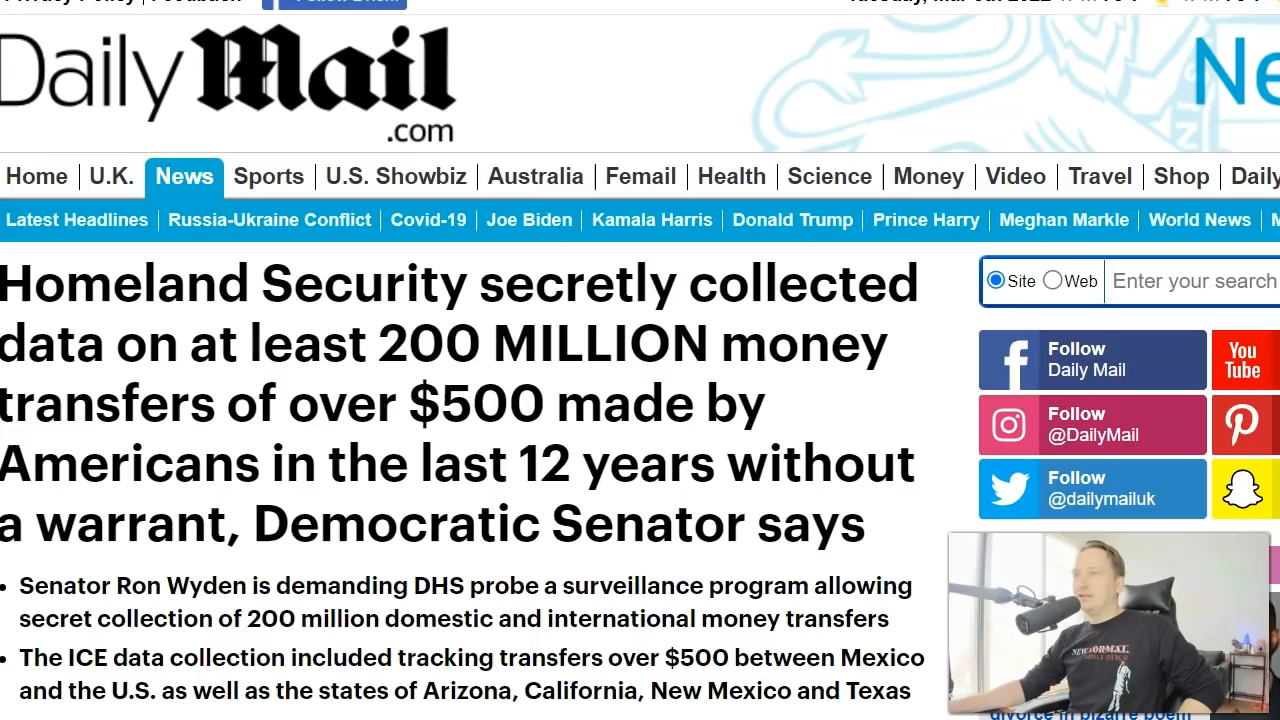 Daily Mail
.com
Ne
Home U.K. News Sports U.S. Showbiz Australia Femail Health Science Money Video Travel Shop Daily
Latest Headlines Russia-Ukraine Conflict Covid-19 Joe Biden Kamala Harris Donald Trump Prince Harry Meghan Markle World News M
Homeland Security secretly collected
data on at least 200 MILLION money
transfers of over $500 made by
Americans in the last 12 years without
a warrant, Democratic Senator says
• Senator Ron Wyden is demanding DHS probe a surveillance program allowing
secret collection of 200 million domestic and international money transfers
• The ICE data collection included tracking transfers over $500 between Mexico
and the U.S. as well as the states of Arizona, California, New Mexico and Texas
Site Web Enter your search
Follow
Daily Mail
You
Tube
Follow
@DailyMail
Follow
@dailymailuk
divorce in bizarre poem